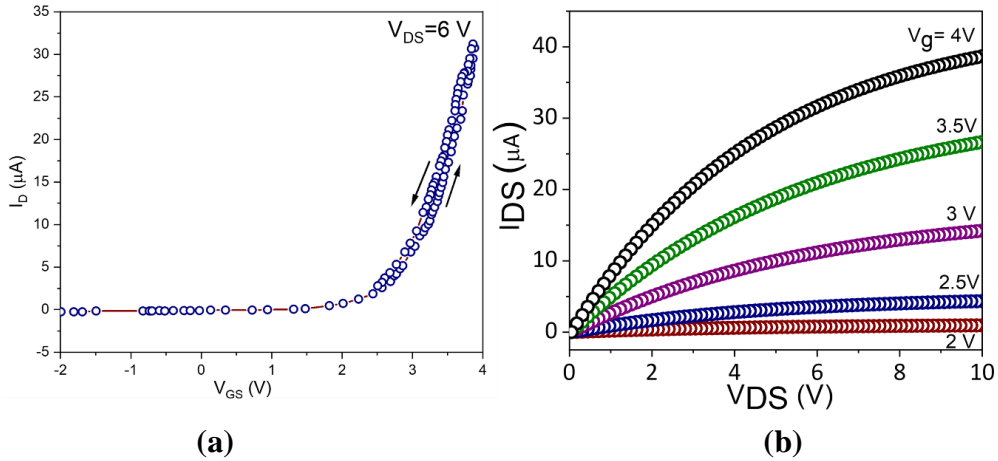 V_DS=6 V
35
30
25
20
15
10
5
0
-5
I_D (μA)
-2 -1 0 1 2 3 4
V_GS (V)
(a)
V_g= 4V
3.5V
3 V
2.5V
2 V
40
30
20
10
0
IDS (μA)
0 2 4 6 8 10
V_DS (V)
(b)